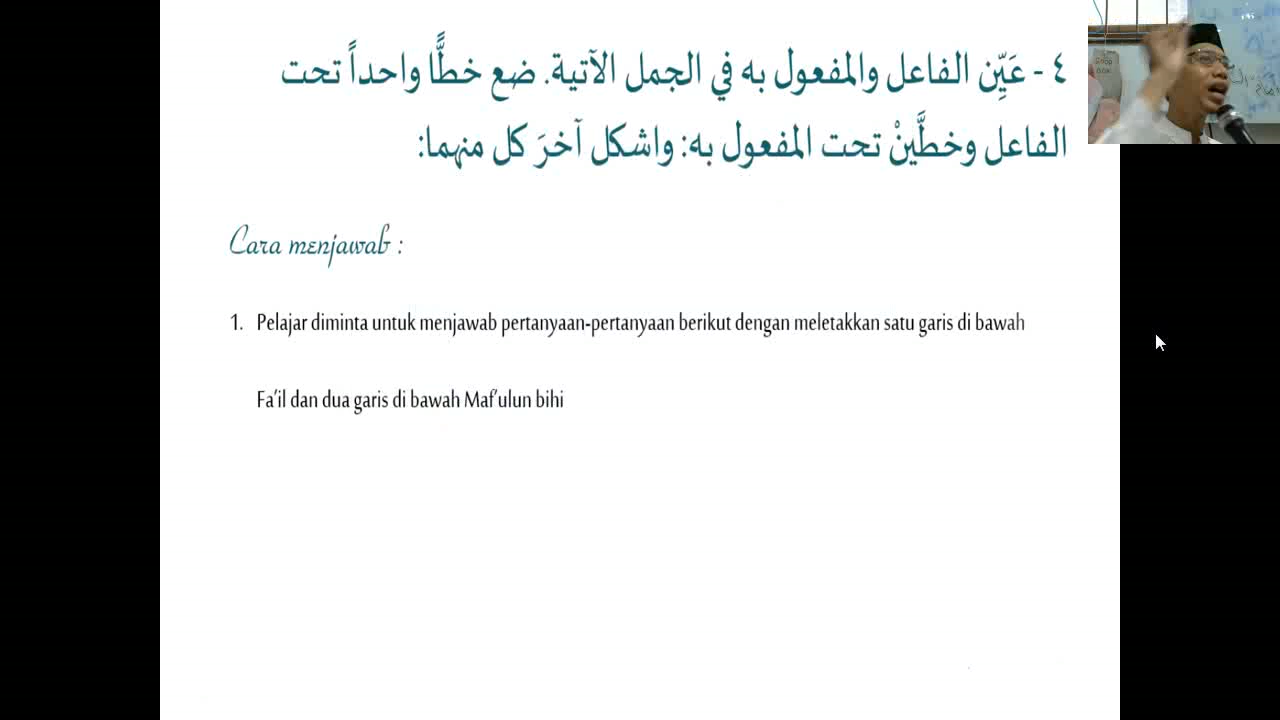 ٤ - عَيِّن الفاعل والمفعول به في الجمل الآتية. ضع خطًّا واحداً تحت
الفاعل وخطَّينْ تحت المفعول به: واشكل آخرَ كل منهما:
Cara menjawab :
1. Pelajar diminta untuk menjawab pertanyaan-pertanyaan berikut dengan meletakkan satu garis di bawah
Fa'il dan dua garis di bawah Maf'ulun bihi